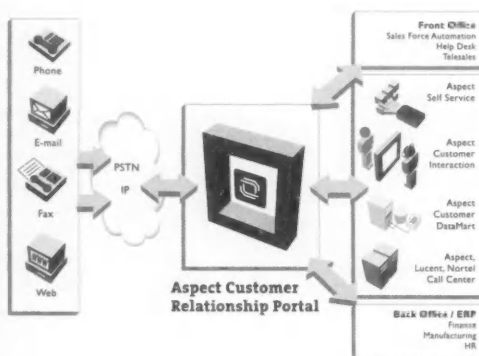 Phone
E-mail
Fax
Web
PSTN
IP
Aspect Customer
Relationship Portal
Front Office
Sales Force Automation
Help Desk
Telesales
Aspect
Self Service
Aspect
Customer
Interaction
Aspect
Customer
DataMart
Aspect,
Lucent, Nortel
Call Center
Back Office / ERP
Finance
Manufacturing
HR